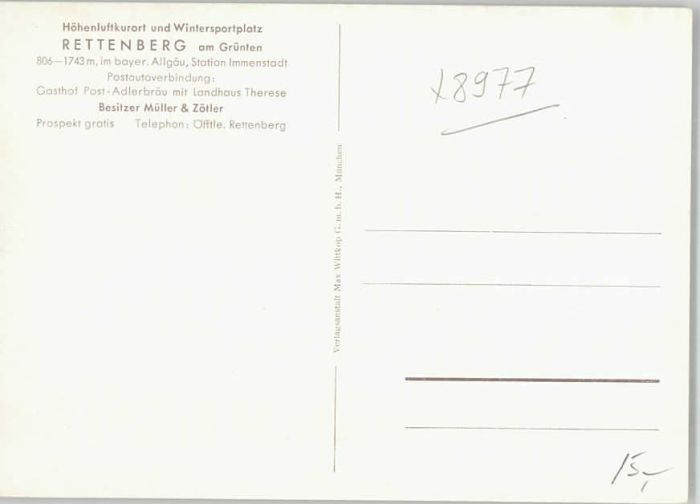 Höhenluftkurort und Wintersportplatz
RETTENBERG am Grünten
806–1743 m, im bayer. Allgäu, Station Immenstadt
Postautoverbindung:
Gasthof Post-Adlerbräu mit Landhaus Therese
Besitzer Müller & Zötler
Prospekt gratis Telephon: Öfftle. Rettenberg
Verlagsanstalt Max Wittkop G. m. b. H., München
x8977
15,-